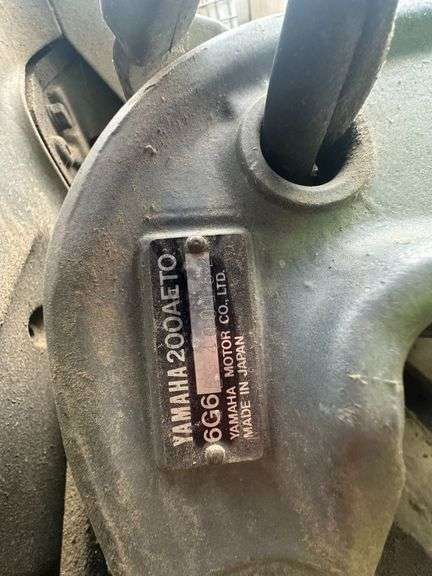 YAMAHA 200AETO
6G6
YAMAHA MOTOR CO., LTD.
MADE IN JAPAN